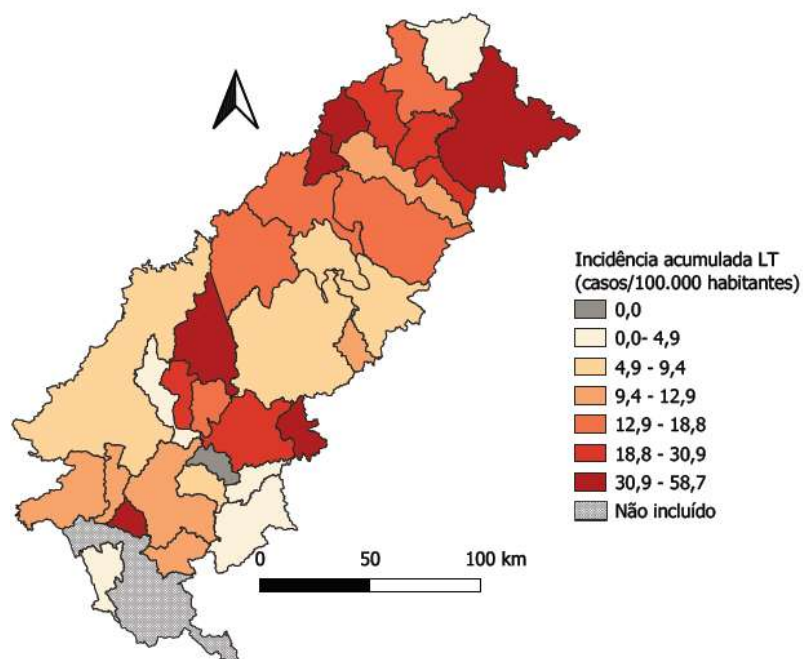 Incidência acumulada LT
(casos/100.000 habitantes)
0,0
0,0- 4,9
4,9 - 9,4
9,4 - 12,9
12,9 - 18,8
18,8 - 30,9
30,9 - 58,7
Não incluído
0 50 100 km